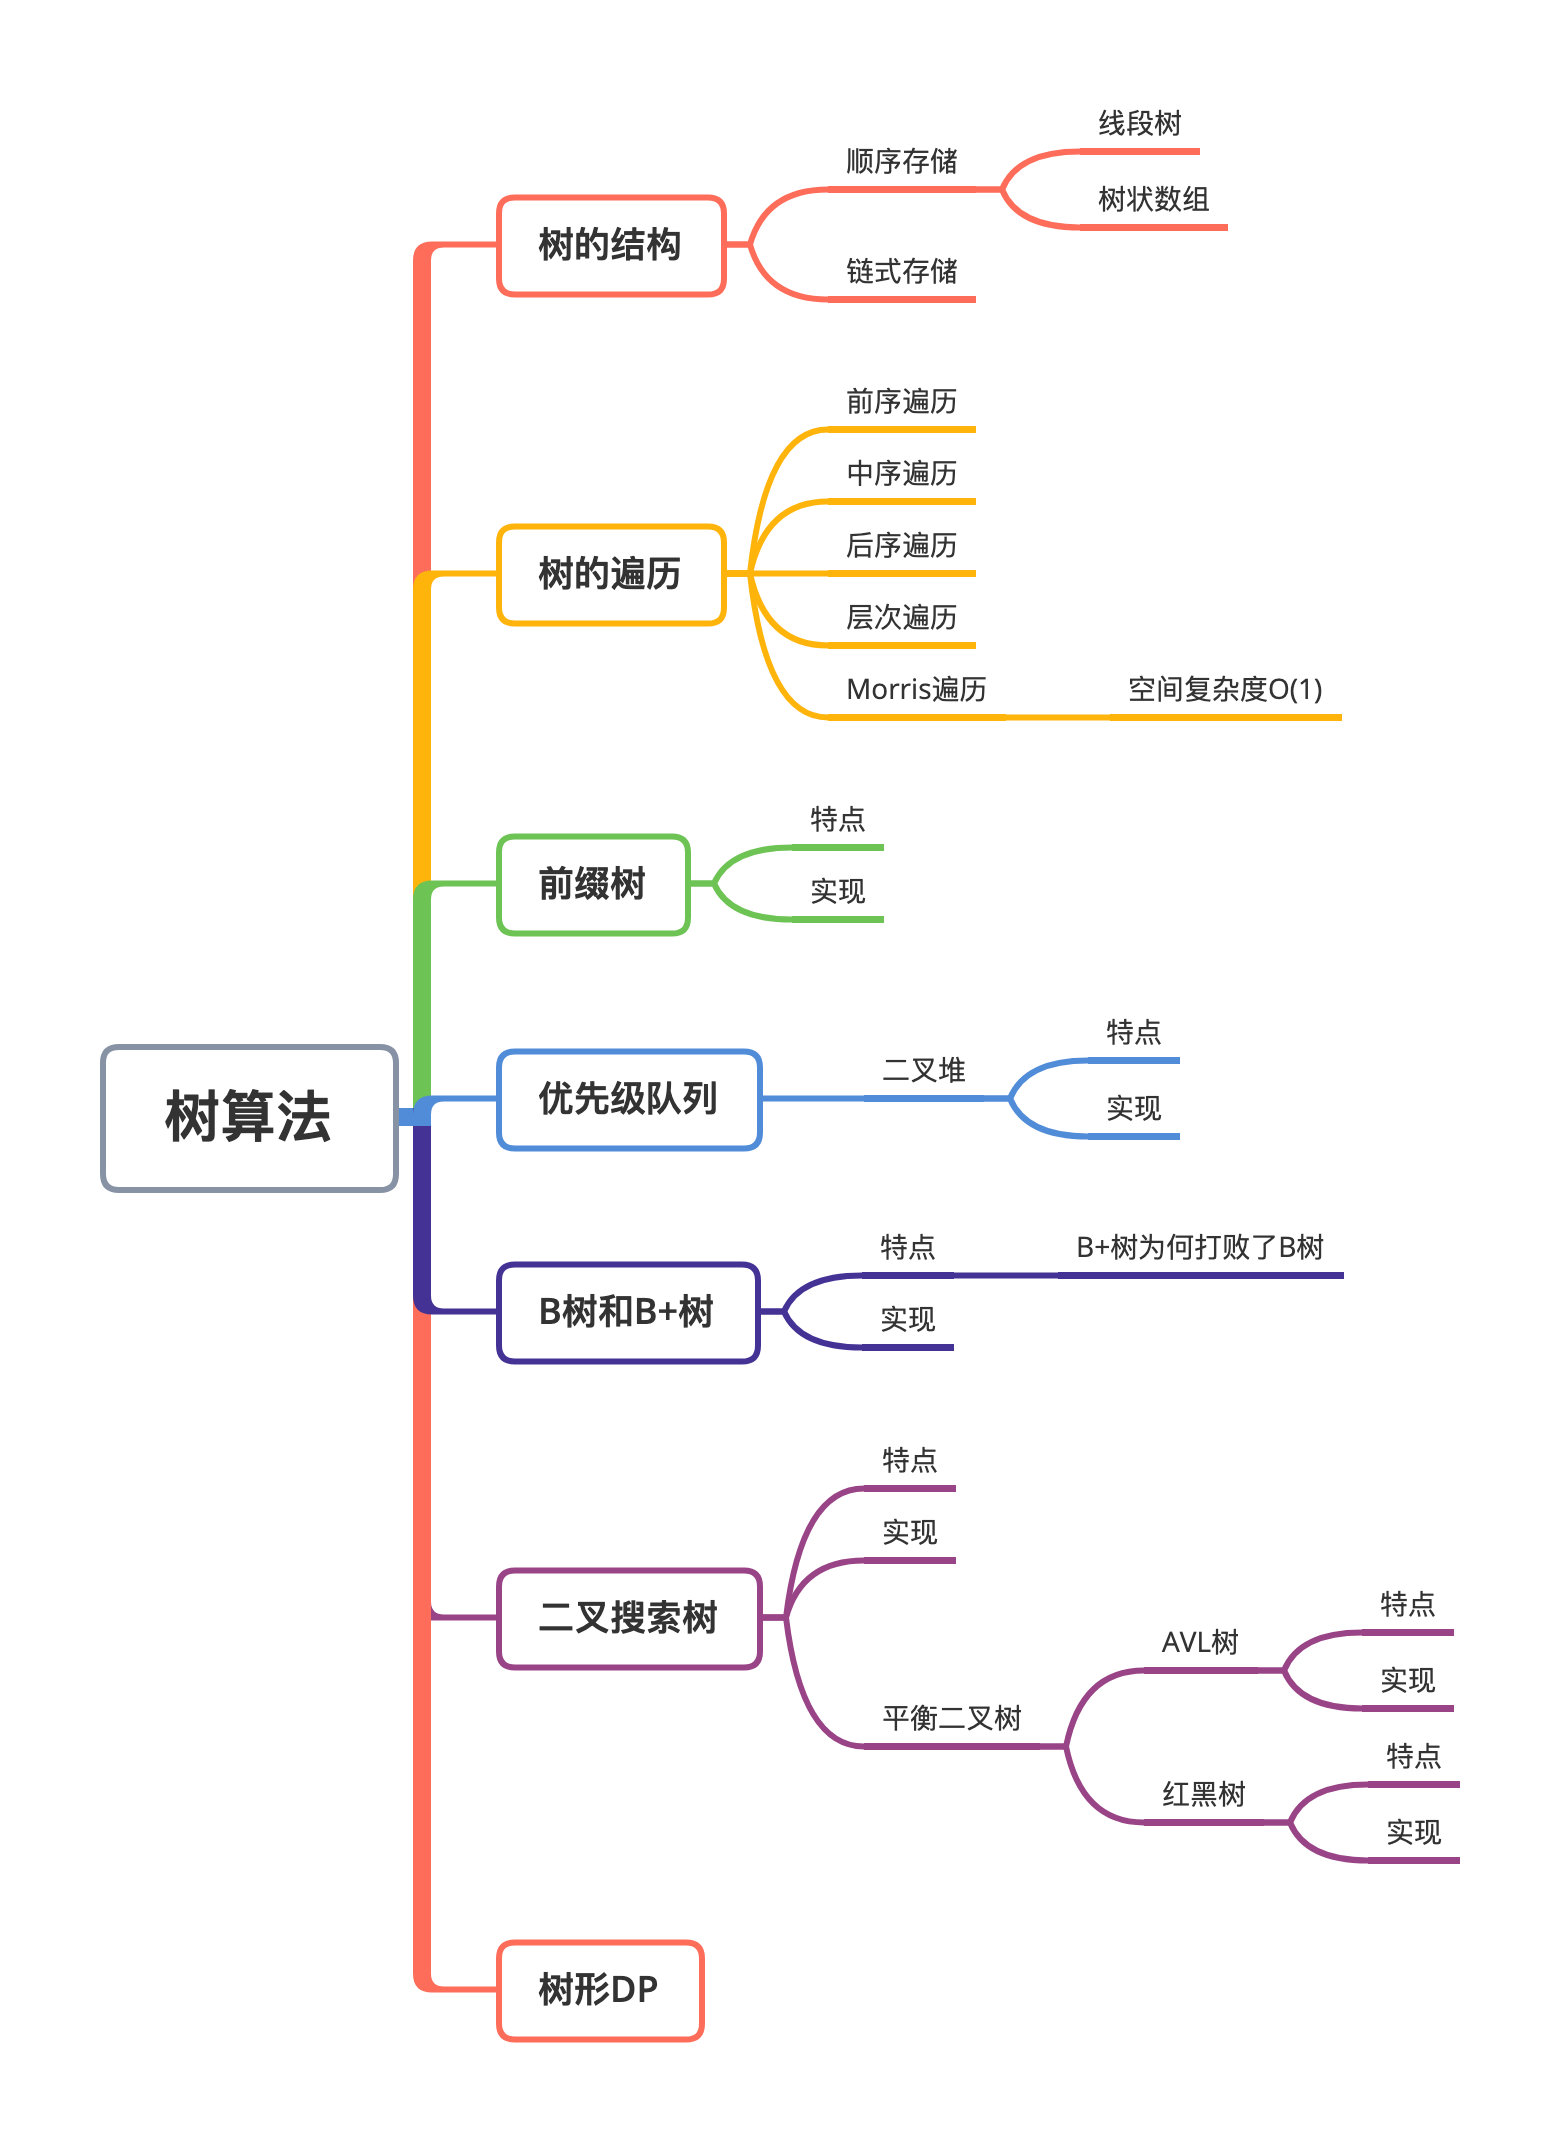 树算法
树的结构
顺序存储
线段树
树状数组
链式存储
树的遍历
前序遍历
中序遍历
后序遍历
层次遍历
Morris遍历
空间复杂度O(1)
前缀树
特点
实现
优先级队列
二叉堆
特点
实现
B树和B+树
特点
B+树为何打败了B树
实现
二叉搜索树
特点
实现
平衡二叉树
AVL树
特点
实现
红黑树
特点
实现
树形DP